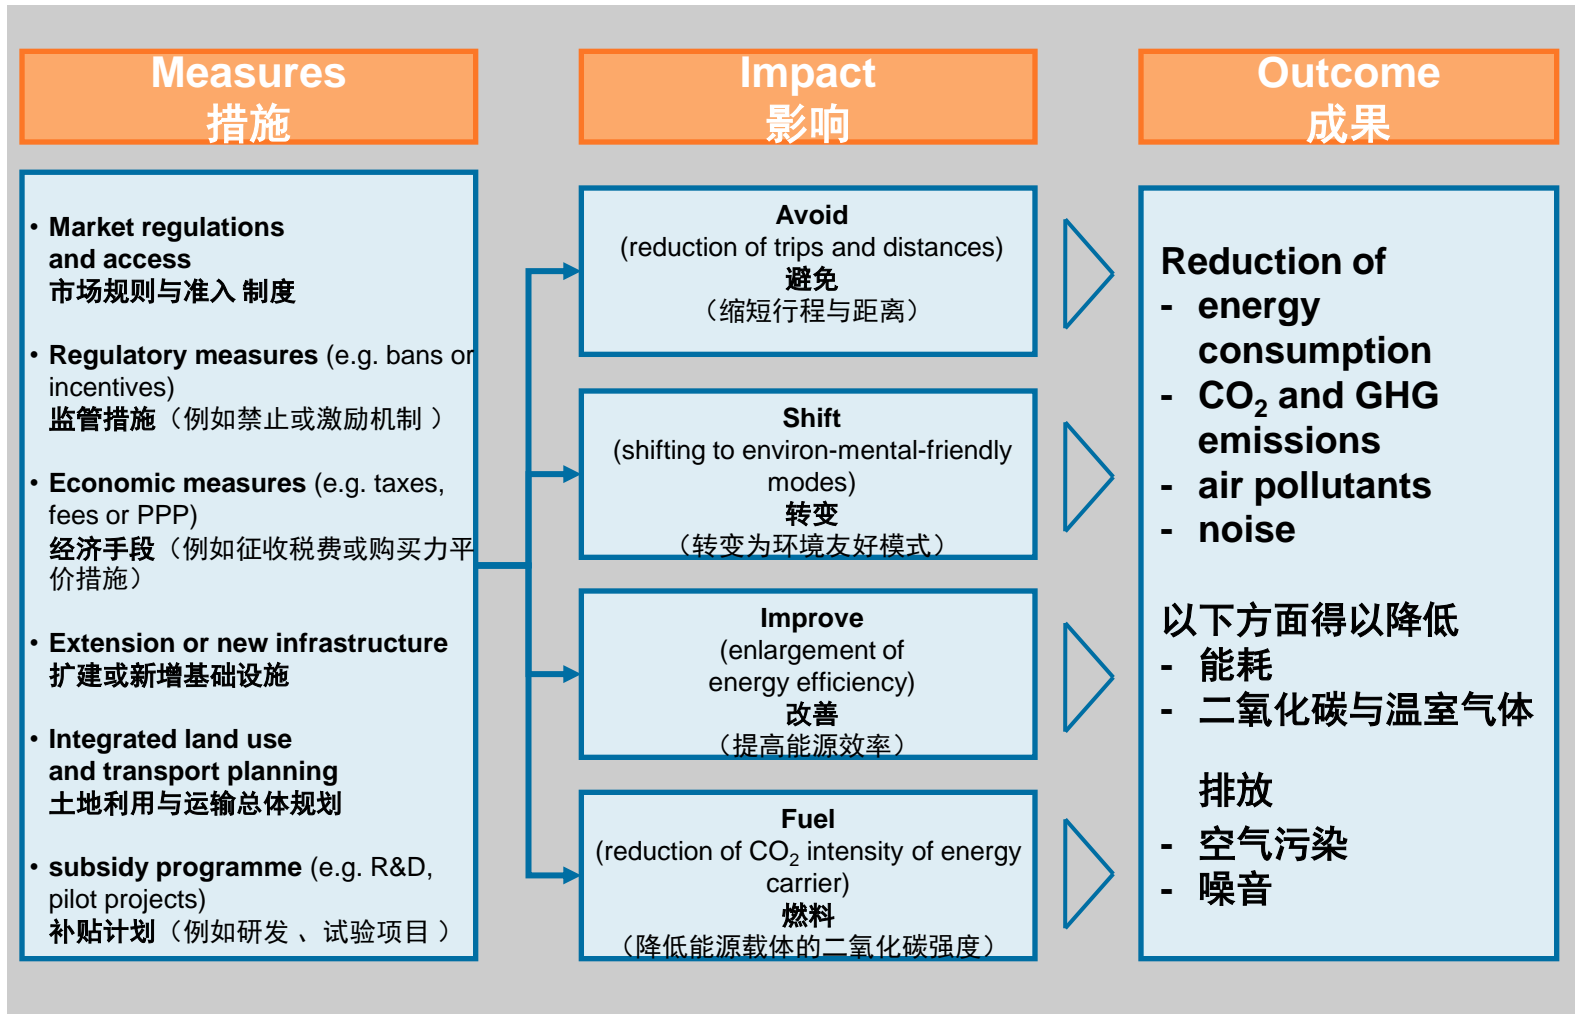 Measures
措施
• Market regulations
and access
市场规则与准入 制度
• Regulatory measures (e.g. bans or
incentives)
监管措施（例如禁止或激励机制 ）
• Economic measures (e.g. taxes,
fees or PPP)
经济手段（例如征收税费或购买力平
价措施）
• Extension or new infrastructure
扩建或新增基础设施
• Integrated land use
and transport planning
土地利用与运输总体规划
• subsidy programme (e.g. R&D,
pilot projects)
补贴计划（例如研发 、试验项目 ）
Impact
影响
Avoid
(reduction of trips and distances)
避免
（缩短行程与距离）
Shift
(shifting to environ-mental-friendly
modes)
转变
（转变为环境友好模式）
Improve
(enlargement of
energy efficiency)
改善
（提高能源效率）
Fuel
(reduction of CO₂ intensity of energy
carrier)
燃料
（降低能源载体的二氧化碳强度）
Outcome
成果
Reduction of
- energy
consumption
- CO₂ and GHG
emissions
- air pollutants
- noise
以下方面得以降低
- 能耗
- 二氧化碳与温室气体
排放
- 空气污染
- 噪音